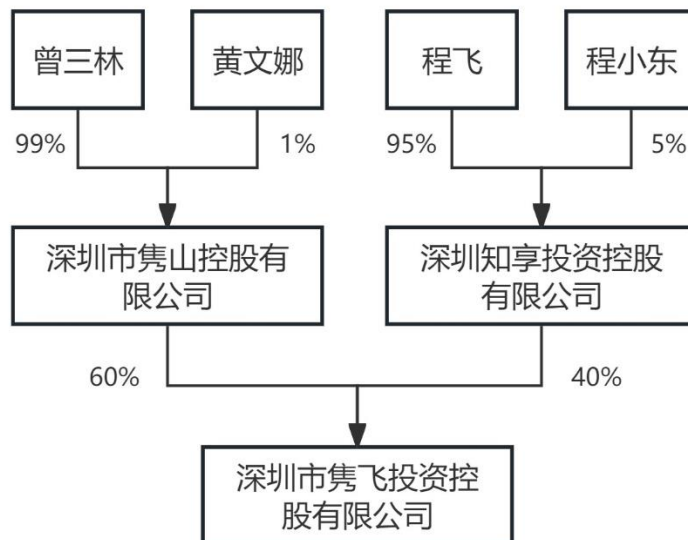 曾三林
黄文娜
程飞
程小东
99%
1%
95%
5%
深圳市隽山控股有
限公司
深圳知享投资控股
有限公司
60%
40%
深圳市隽飞投资控
股有限公司